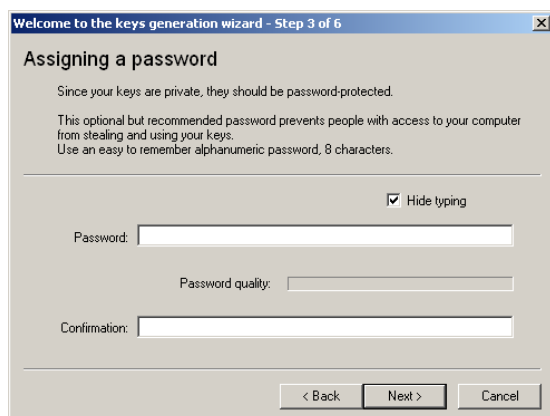 Welcome to the keys generation wizard - Step 3 of 6
Assigning a password
Since your keys are private, they should be password-protected.
This optional but recommended password prevents people with access to your computer
from stealing and using your keys.
Use an easy to remember alphanumeric password, 8 characters.
Hide typing
Password:
Password quality:
Confirmation:
< Back Next > Cancel